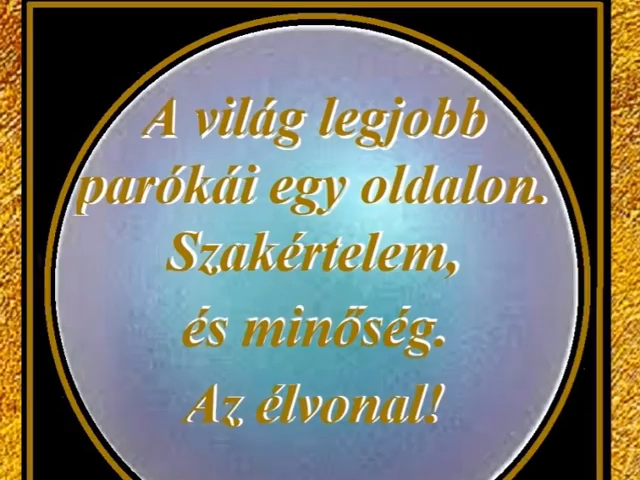 A világ legjobb
parókái egy oldalon.
Szakértelem,
és minőség.
Az élvonal!